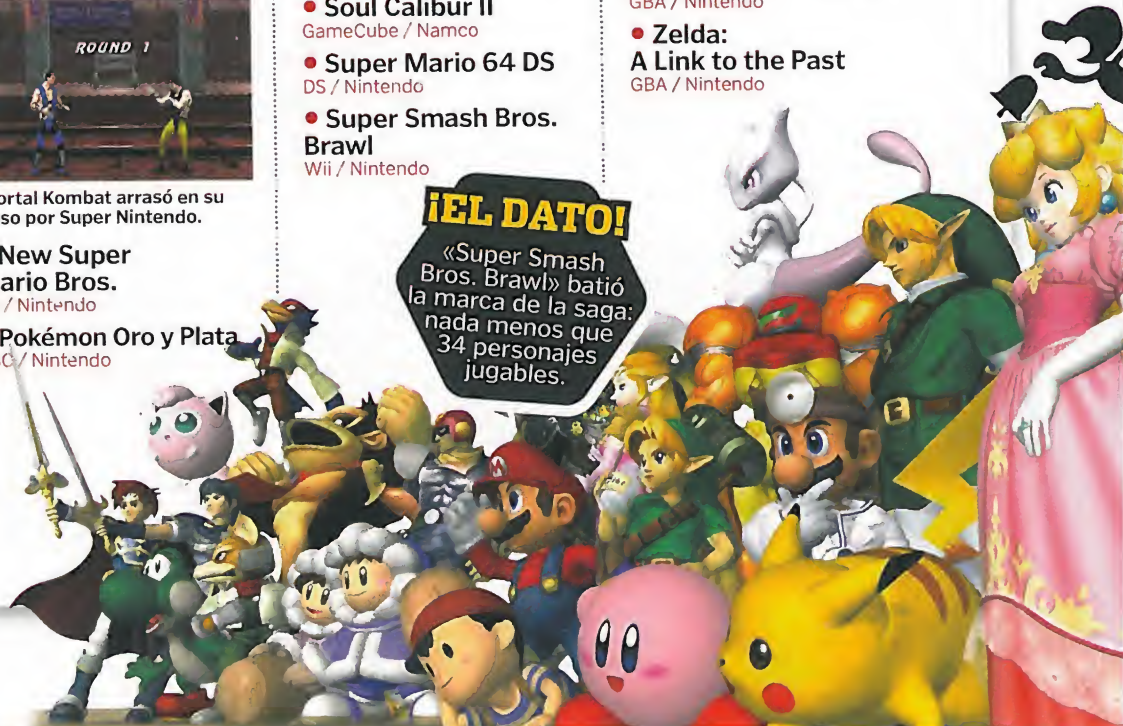 ROUND 1
ortal Kombat arrasó en su
so por Super Nintendo.
New Super
ario Bros.
/ Nintendo
Pokémon Oro y Plata
C / Nintendo
• Soul Calibur II
GameCube / Namco
• Super Mario 64 DS
DS / Nintendo
• Super Smash Bros.
Brawl
Wii / Nintendo
GBA / Nintendo
• Zelda:
A Link to the Past
GBA / Nintendo
¡EL DATO!
«Super Smash
Bros. Brawl» batió
la marca de la saga:
nada menos que
34 personajes
jugables.
M